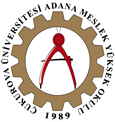 ÇUKUROVA ÜNİVERSİTESİ ADANA MESLEK YÜKSEK OKULU
1989